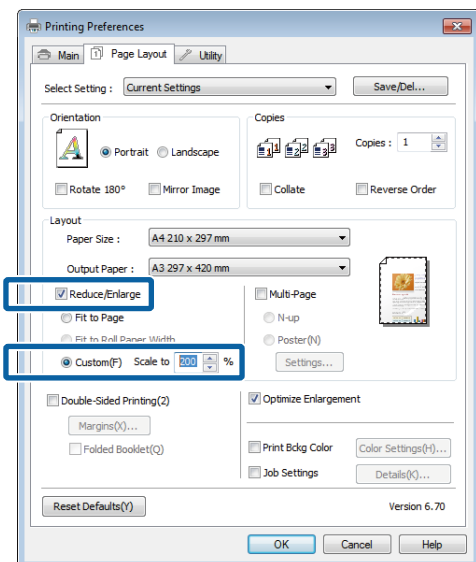 Printing Preferences
Main Page Layout Utility
Select Setting : Current Settings Save/Del...
Orientation
Portrait Landscape
Rotate 180° Mirror Image
Copies
Copies : 1
Collate Reverse Order
Layout
Paper Size : A4 210 x 297 mm
Output Paper : A3 297 x 420 mm
Reduce/Enlarge
Fit to Page
Fit to Roll Paper Width
Custom(F) Scale to 200 %
Multi-Page
N-up
Poster(N)
Settings...
Double-Sided Printing(2)
Margins(X)...
Folded Booklet(Q)
Optimize Enlargement
Print Bckg Color Color Settings(H)...
Job Settings Details(K)...
Reset Defaults(Y) Version 6.70
OK Cancel Help